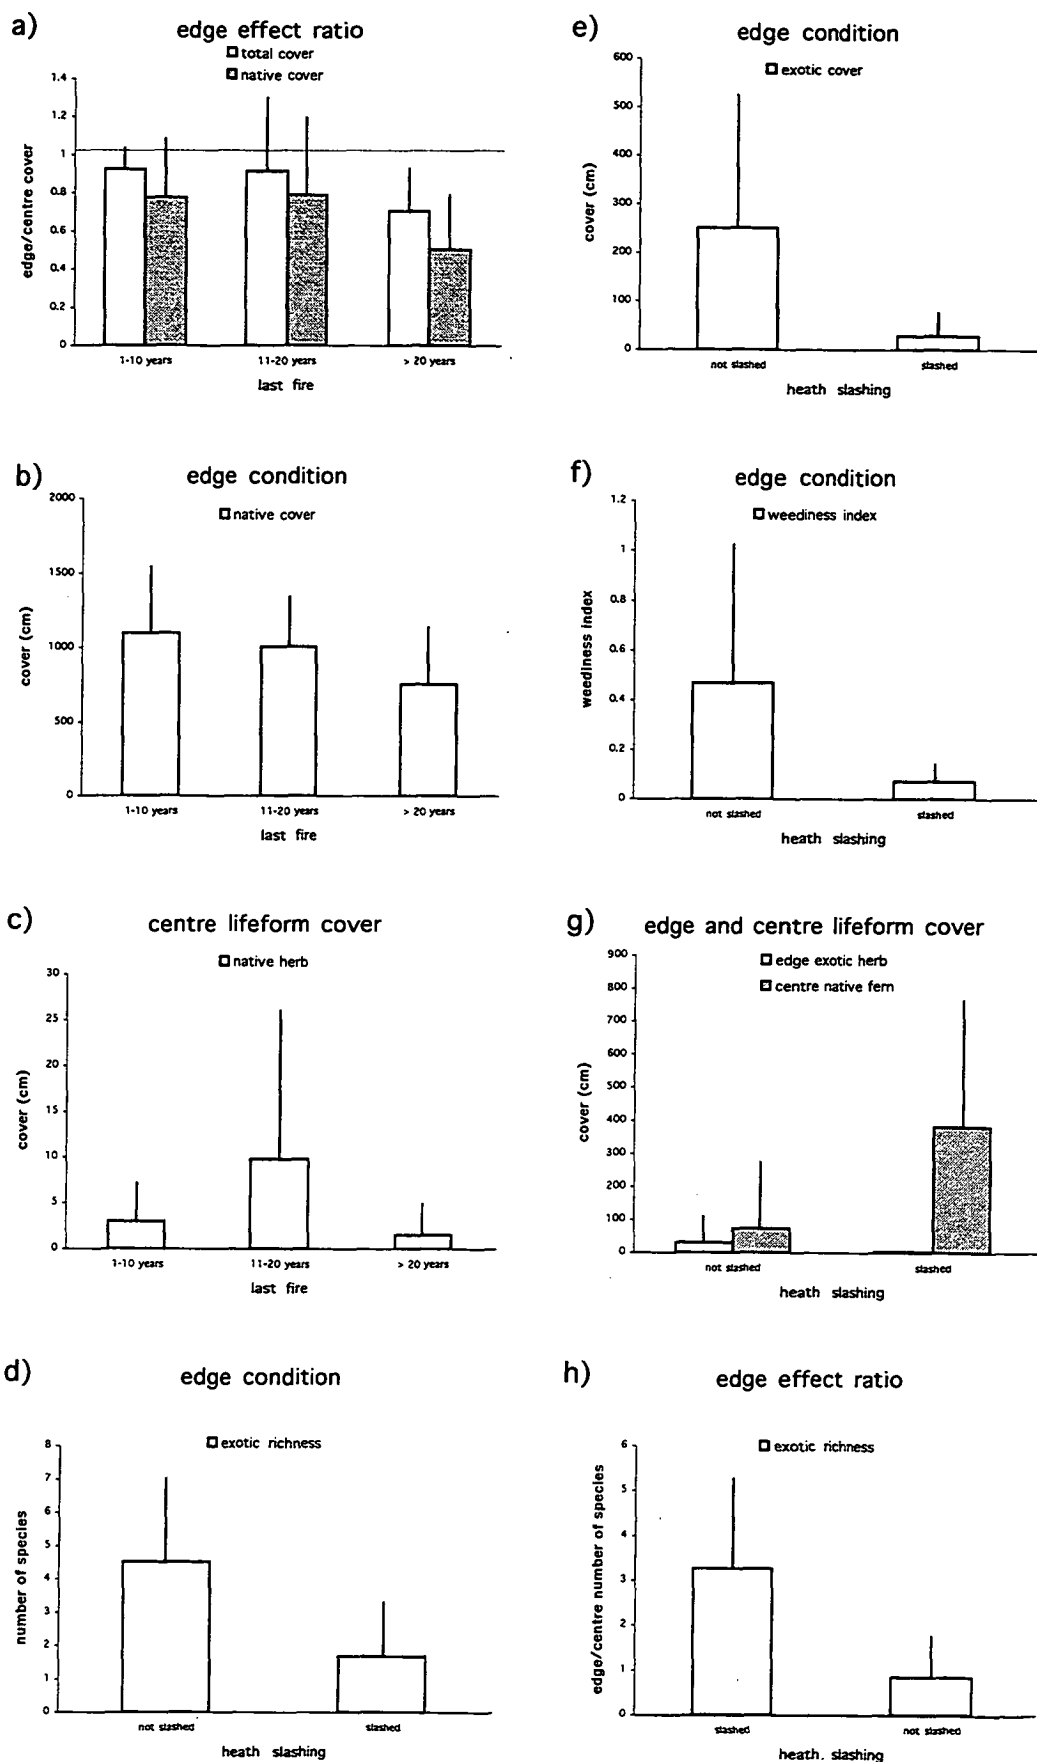 a)
edge effect ratio
total cover
native cover
edge/centre cover
1.4
1.2
1
0.8
0.6
0.4
0.2
0
1-10 years 11-20 years > 20 years
last fire
b)
edge condition
native cover
cover (cm)
2000
1500
1000
500
0
1-10 years 11-20 years > 20 years
last fire
c)
centre lifeform cover
native herb
cover (cm)
30
25
20
15
10
5
0
1-10 years 11-20 years > 20 years
last fire
d)
edge condition
exotic richness
number of species
8
7
6
5
4
3
2
1
0
not slashed slashed
heath slashing
e)
edge condition
exotic cover
cover (cm)
600
500
400
300
200
100
0
not slashed slashed
heath slashing
f)
edge condition
weediness index
weediness index
1.2
1
0.8
0.6
0.4
0.2
0
not slashed slashed
heath slashing
g)
edge and centre lifeform cover
edge exotic herb
centre native fern
cover (cm)
900
800
700
600
500
400
300
200
100
0
not slashed slashed
heath slashing
h)
edge effect ratio
exotic richness
edge/centre number of species
6
5
4
3
2
1
0
slashed not slashed
heath. slashing